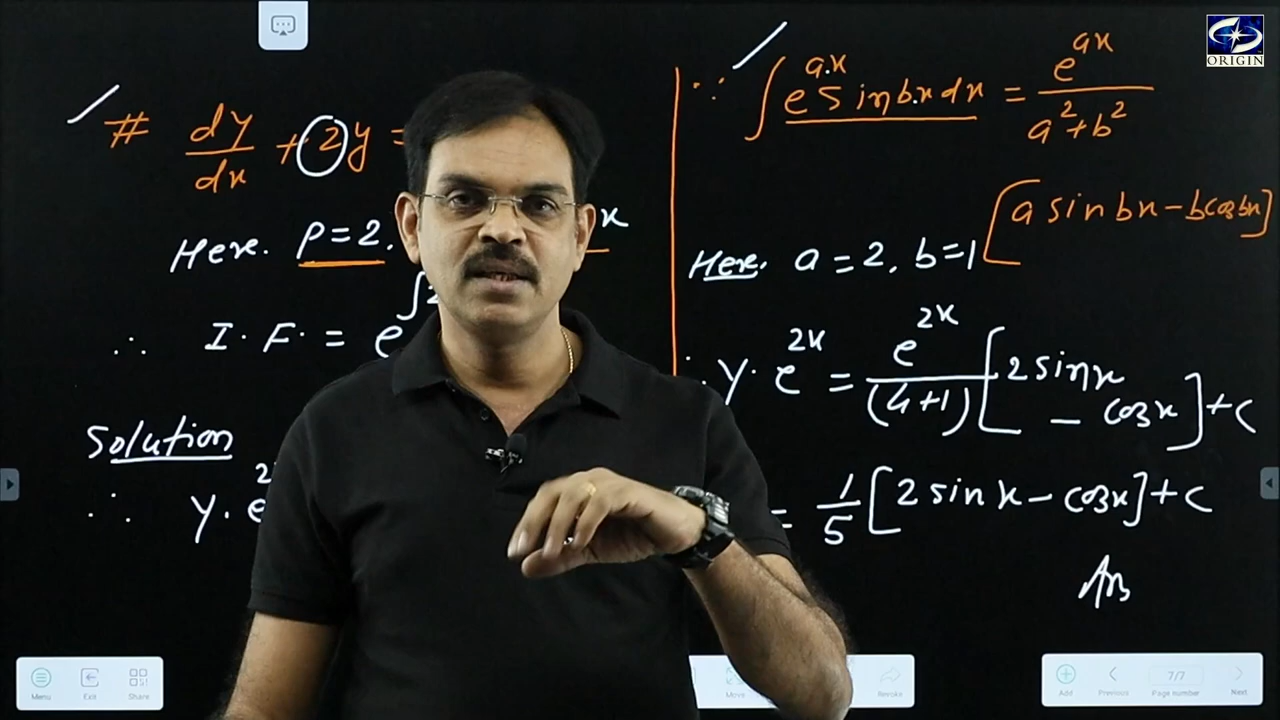 ORIGIN
# dy/dx + 2y =
Here. P=2.
x
∴ I.F. = e^∫2
Solution
∴ y.e^2
∵ ∫ e^ax sin bx dx = e^ax/(a²+b²)
[a sin bx - b cos bx]
Here. a = 2. b = 1
∴ y.e^2x = e^2x/(4+1) [2 sin x
- cos x] + c
= 1/5 [2 sin x - cos x] + c
Ans
Menu Exit Share
Move Revoke
Add Previous 7/7 Page number Next